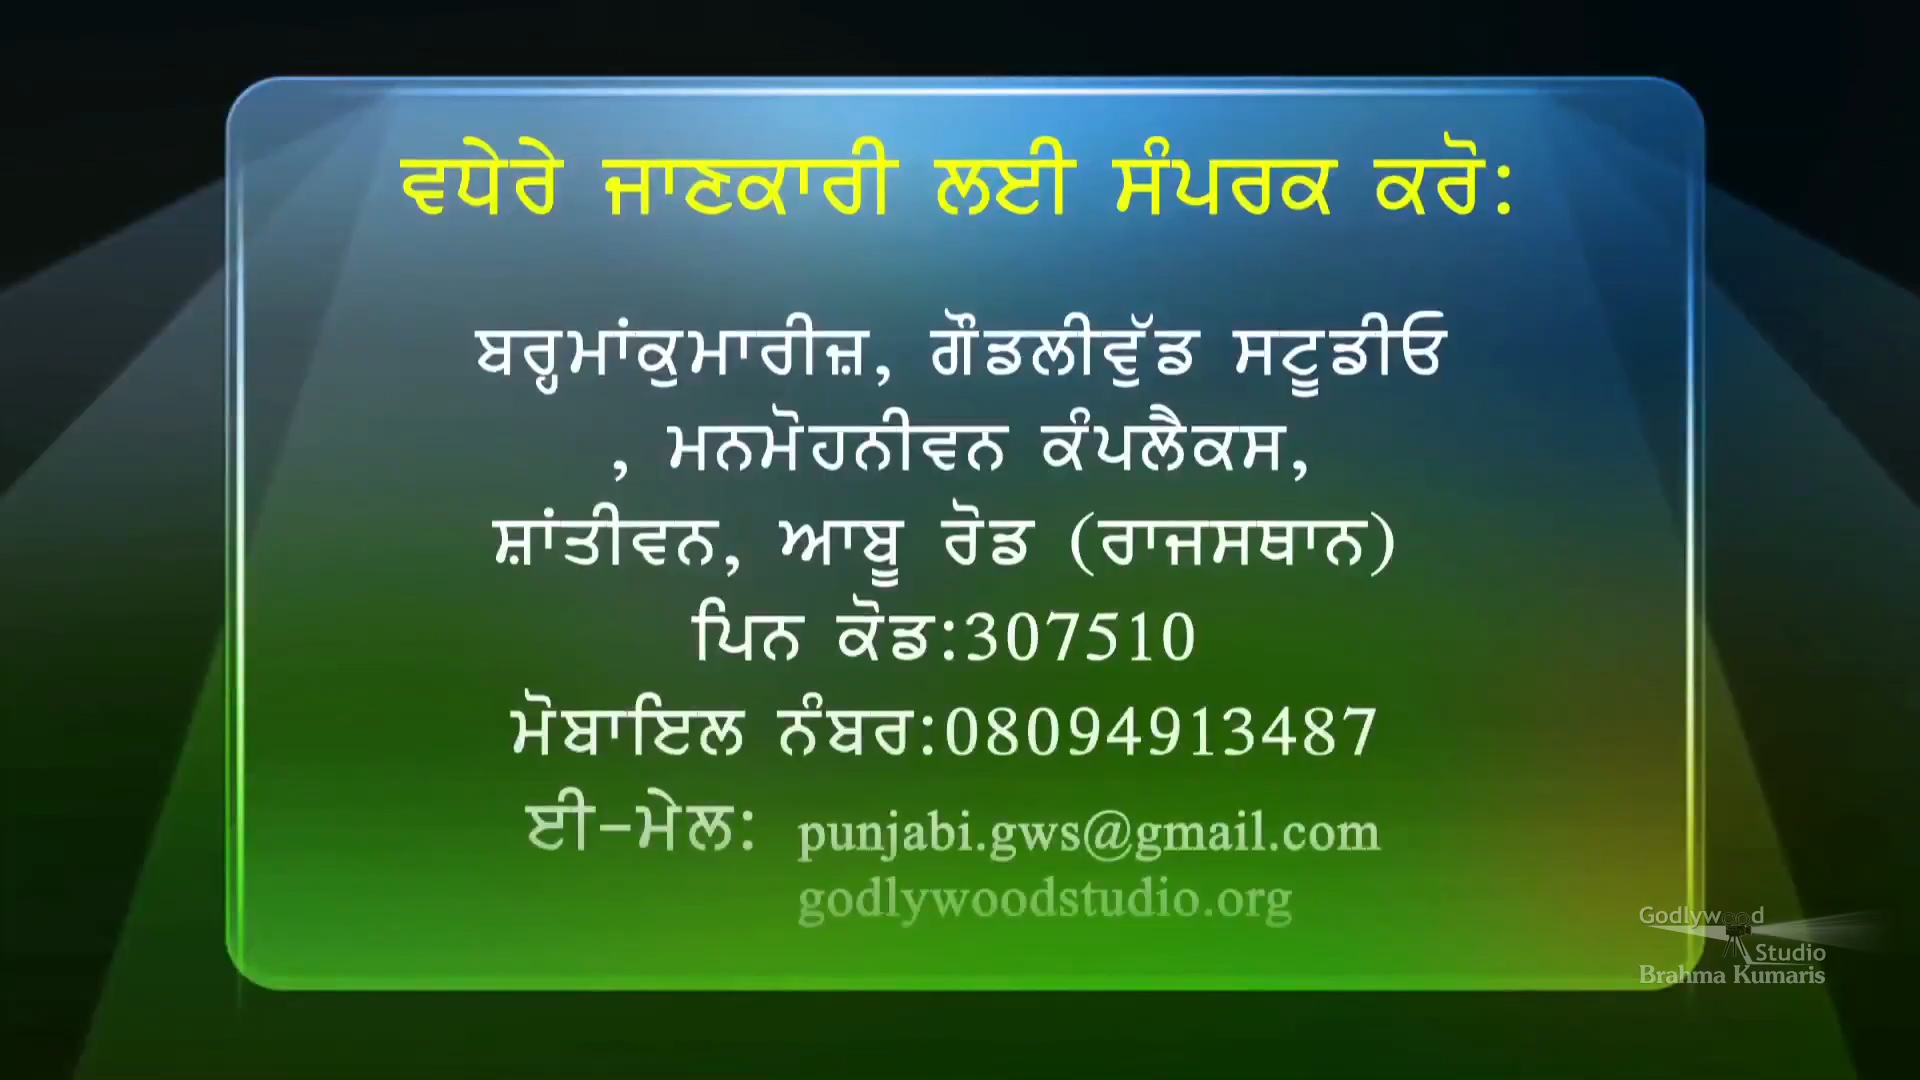 ਵਧੇਰੇ ਜਾਣਕਾਰੀ ਲਈ ਸੰਪਰਕ ਕਰੋ:
ਬਰ੍ਹਮਾਂਕੁਮਾਰੀਜ਼, ਗੌਡਲੀਵੁੱਡ ਸਟੂਡੀਓ
, ਮਨਮੋਹਨੀਵਨ ਕੰਪਲੈਕਸ,
ਸ਼ਾਂਤੀਵਨ, ਆਬੂ ਰੋਡ (ਰਾਜਸਥਾਨ)
ਪਿਨ ਕੋਡ:307510
ਮੋਬਾਇਲ ਨੰਬਰ:08094913487
ਈ-ਮੇਲ: punjabi.gws@gmail.com
godlywoodstudio.org
Godlywood
Studio
Brahma Kumaris